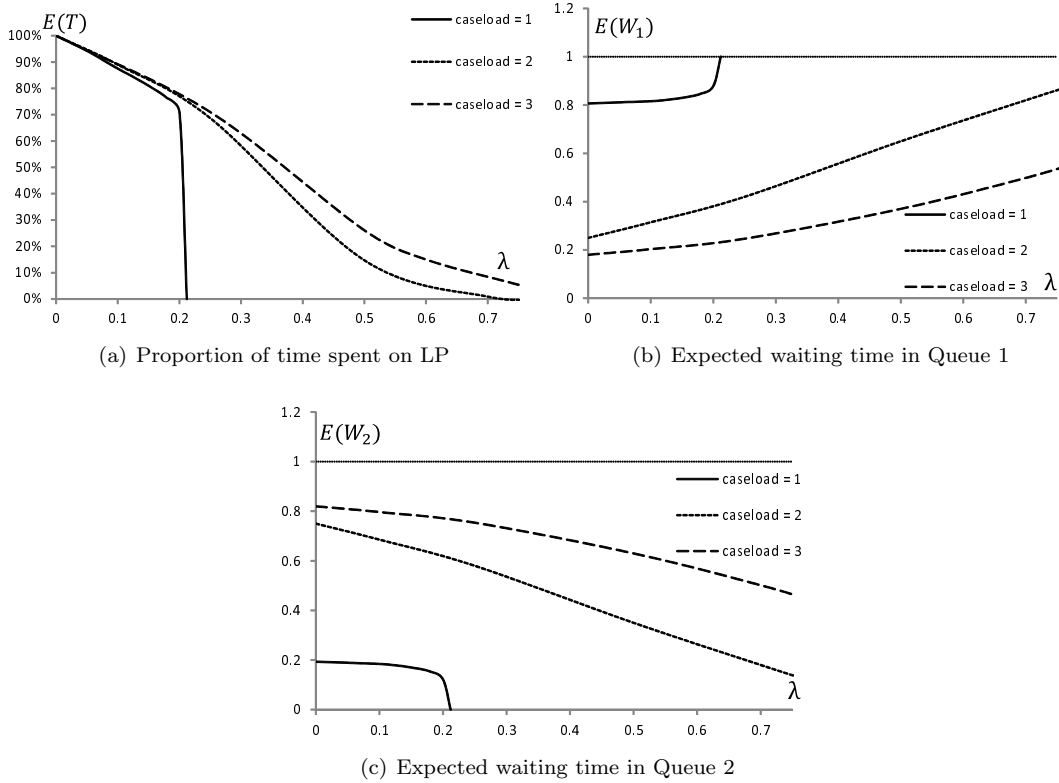 E(T)
caseload = 1
caseload = 2
caseload = 3
100%
90%
80%
70%
60%
50%
40%
30%
20%
10%
0%
λ
0 0.1 0.2 0.3 0.4 0.5 0.6 0.7
(a) Proportion of time spent on LP
E(W₁)
1.2
1
0.8
0.6
0.4
0.2
0
caseload = 1
caseload = 2
caseload = 3
λ
0 0.1 0.2 0.3 0.4 0.5 0.6 0.7
(b) Expected waiting time in Queue 1
E(W₂)
1.2
1
0.8
0.6
0.4
0.2
0
caseload = 1
caseload = 2
caseload = 3
λ
0 0.1 0.2 0.3 0.4 0.5 0.6 0.7
(c) Expected waiting time in Queue 2